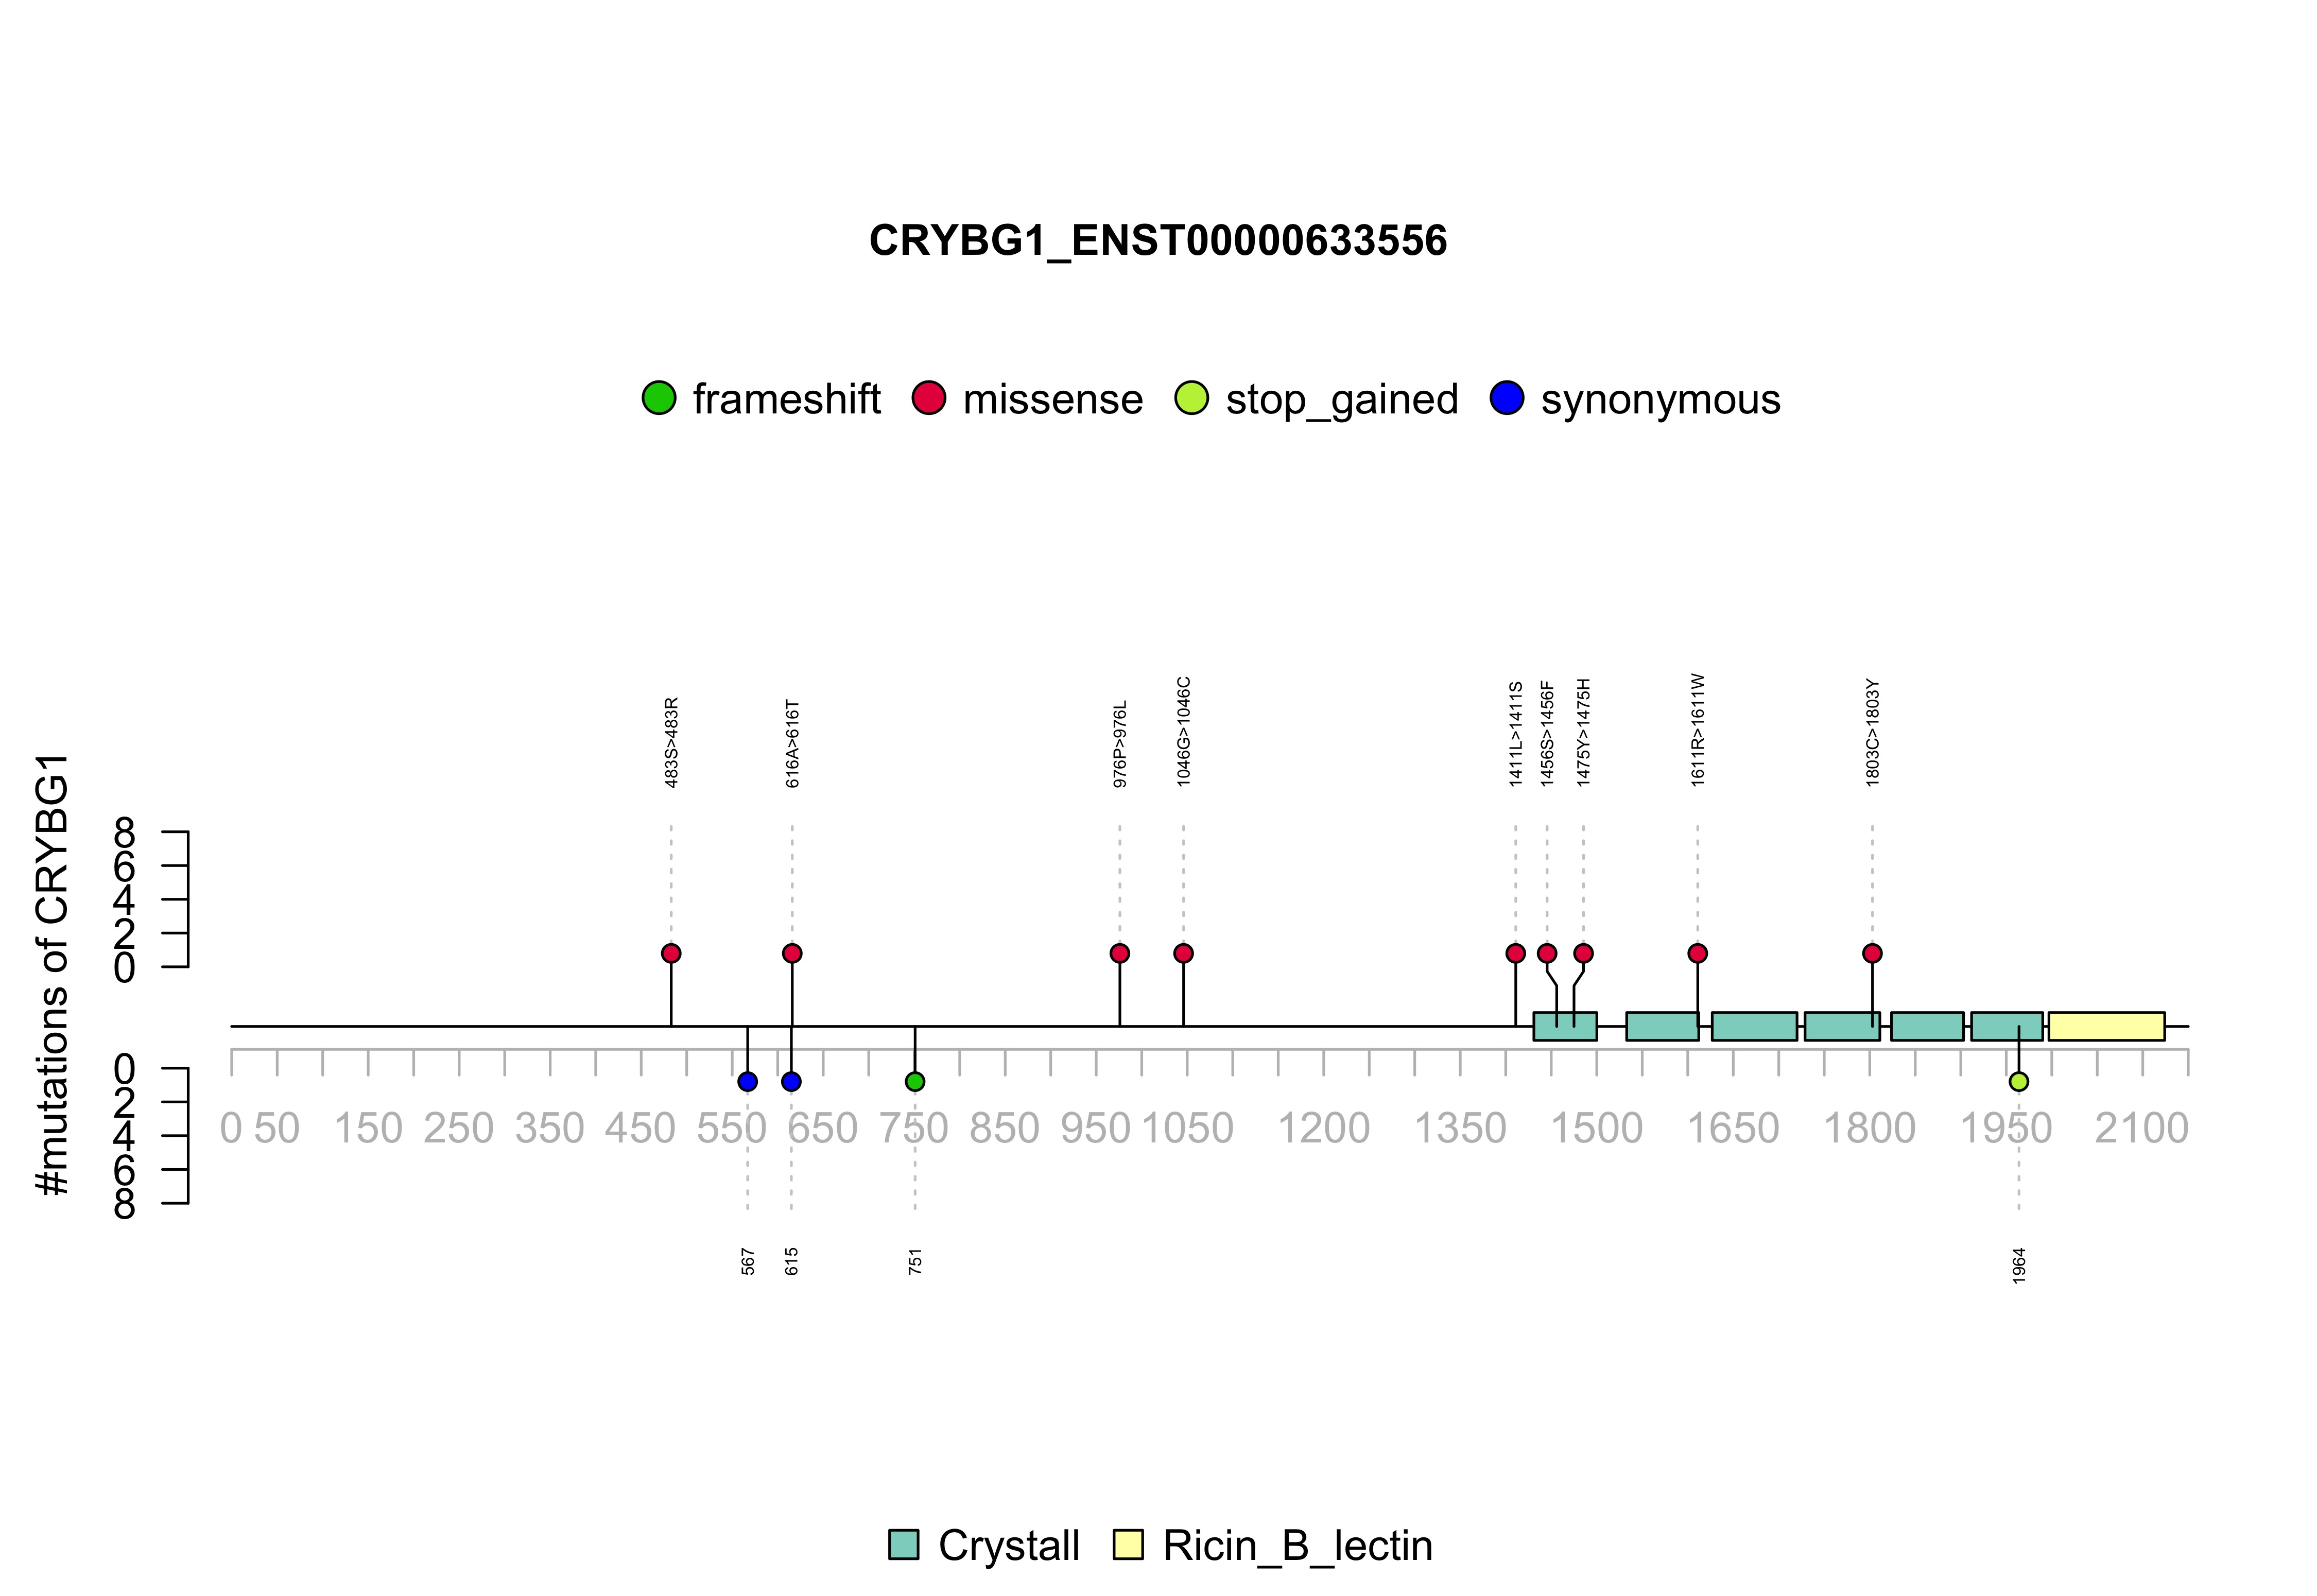 CRYBG1_ENST00000633556
frameshift missense stop_gained synonymous
483S>483R
616A>616T
976P>976L
1046G>1046C
1411L>1411S
1456S>1456F
1475Y>1475H
1611R>1611W
1803C>1803Y
#mutations of CRYBG1
8
6
4
2
0
0
2
4
6
8
0 50 150 250 350 450 550 650 750 850 950 1050 1200 1350 1500 1650 1800 1950 2100
567
615
751
1964
Crystall Ricin_B_lectin